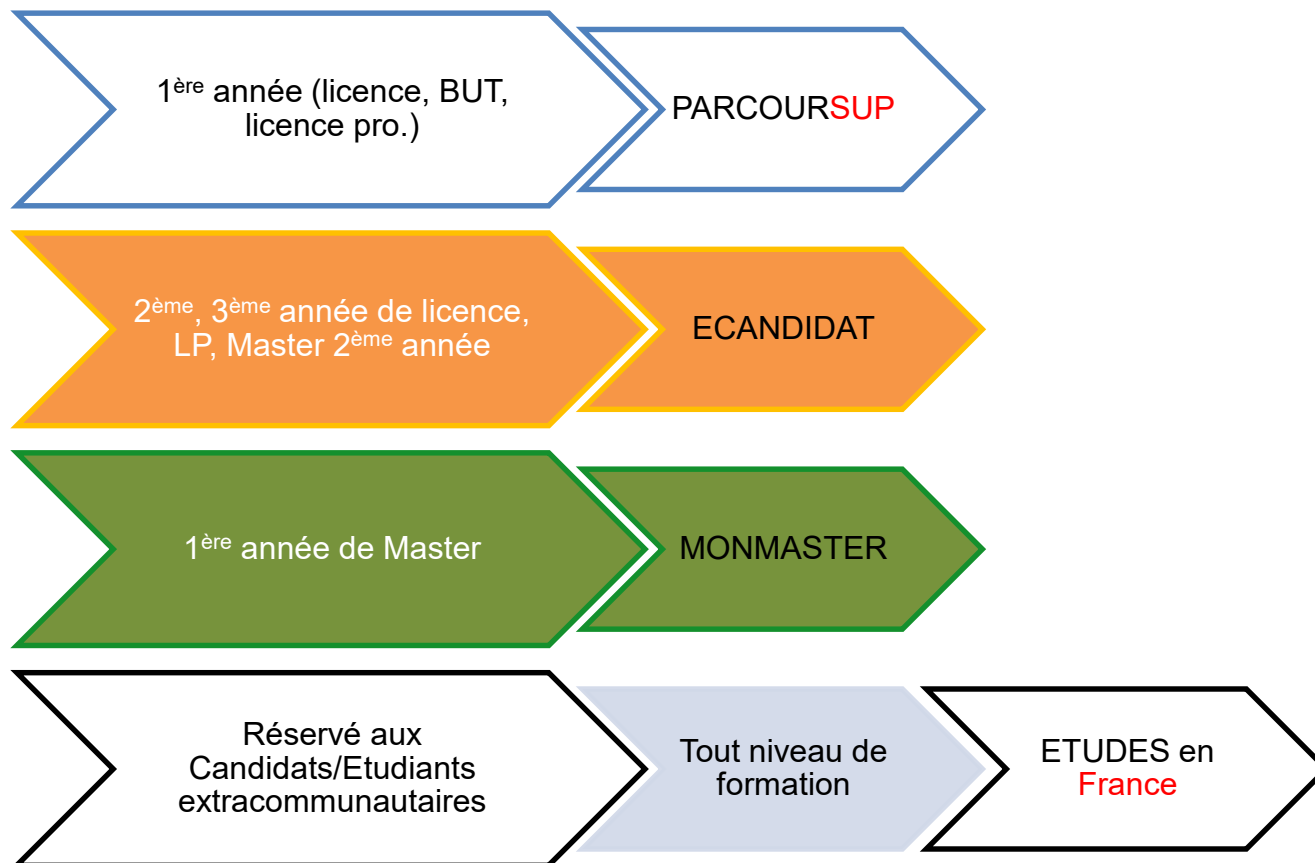 1ère année (licence, BUT,
licence pro.)
PARCOURSUP
2ème, 3ème année de licence,
LP, Master 2ème année
ECANDIDAT
1ère année de Master
MONMASTER
Réservé aux
Candidats/Etudiants
extracommunautaires
Tout niveau de
formation
ETUDES en
France